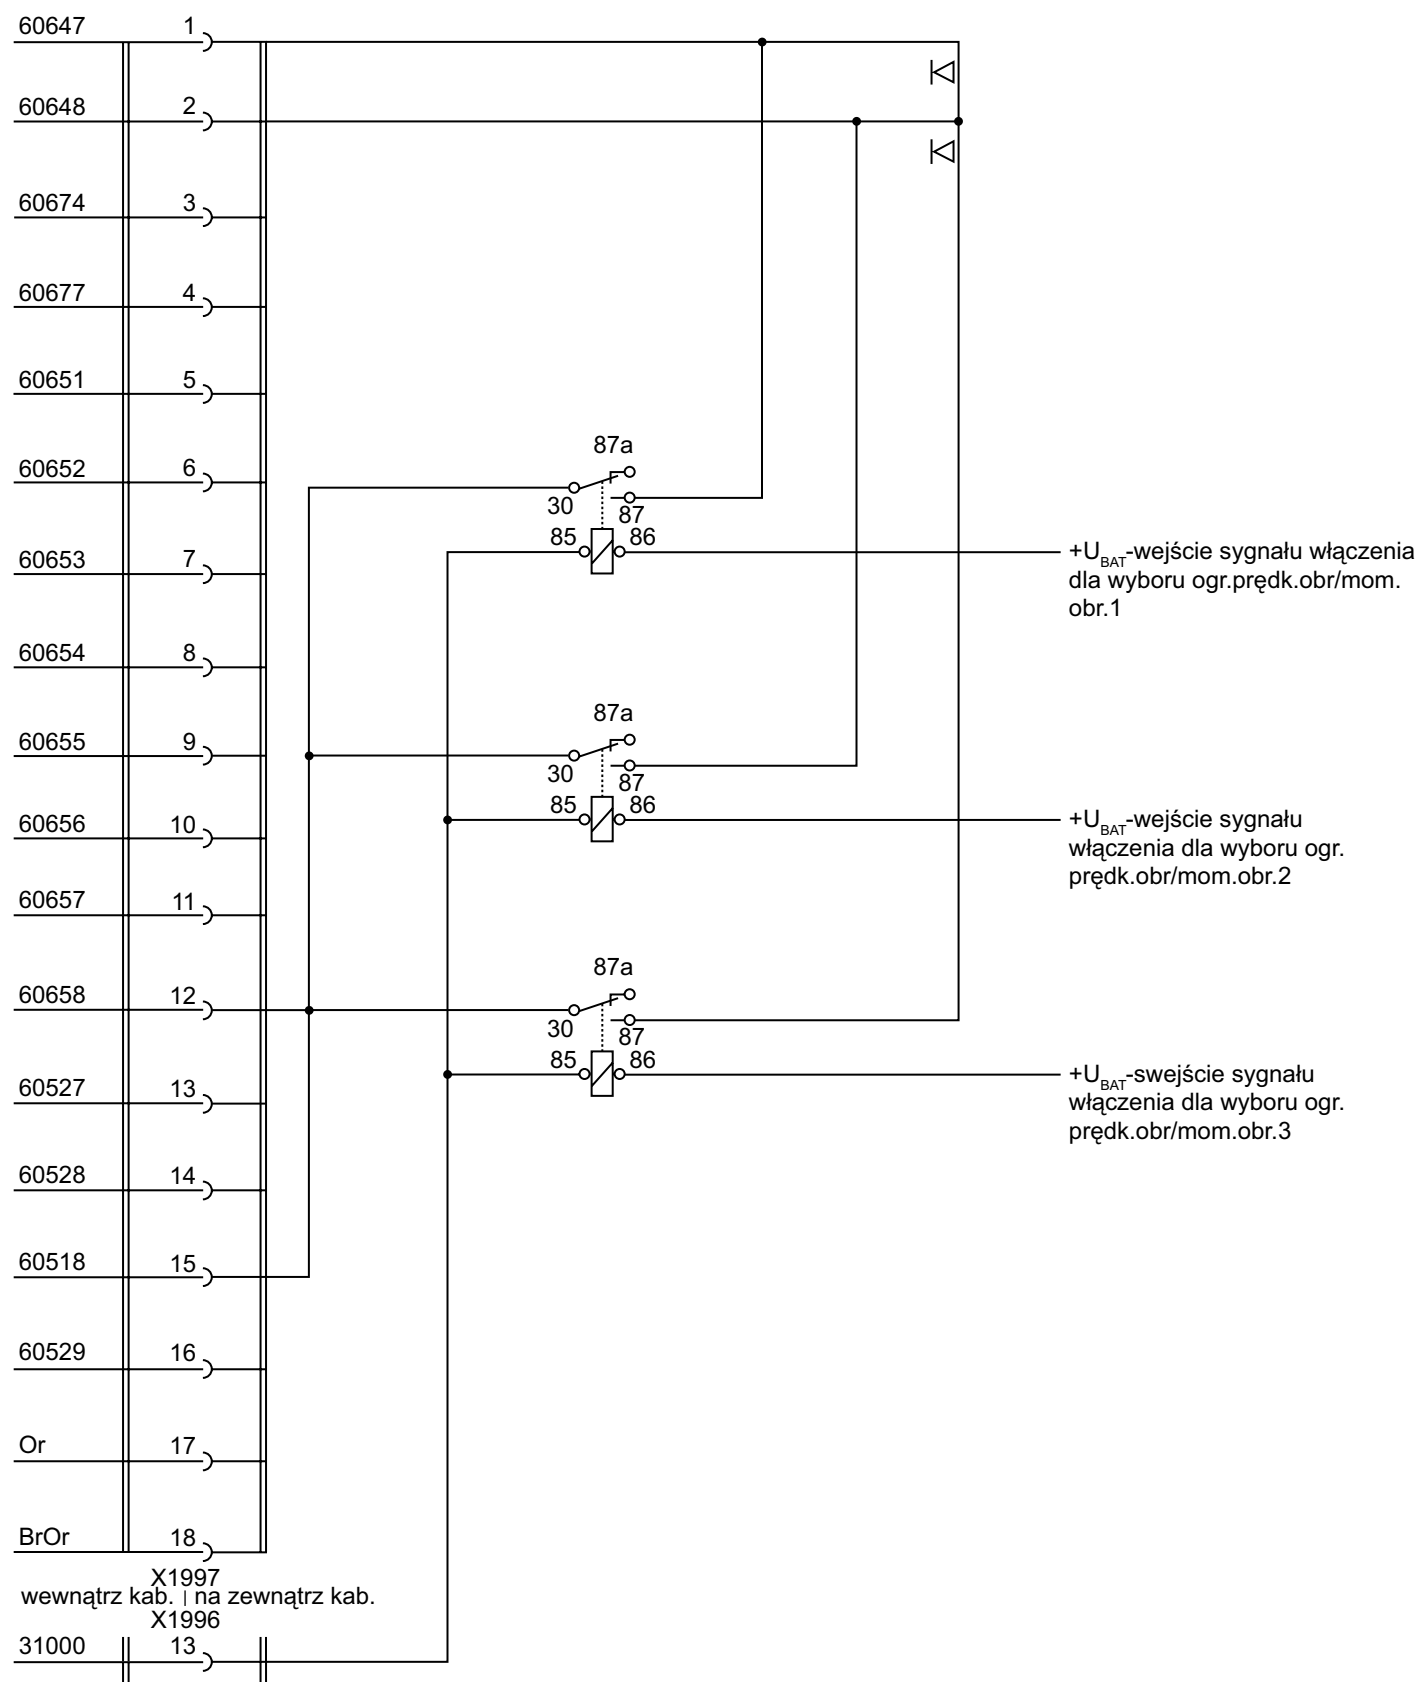 60647 1
60648 2
60674 3
60677 4
60651 5
87a
60652 6
30 87
85 86
60653 7
+UBAT-wejście sygnału włączenia
dla wyboru ogr.prędk.obr/mom.
obr.1
60654 8
87a
60655 9
30 87
85 86
60656 10
+UBAT-wejście sygnału
włączenia dla wyboru ogr.
prędk.obr/mom.obr.2
60657 11
87a
60658 12
30 87
85 86
60527 13
+UBAT-swejście sygnału
włączenia dla wyboru ogr.
prędk.obr/mom.obr.3
60528 14
60518 15
60529 16
Or 17
BrOr 18
X1997
wewnątrz kab. | na zewnątrz kab.
X1996
31000 13